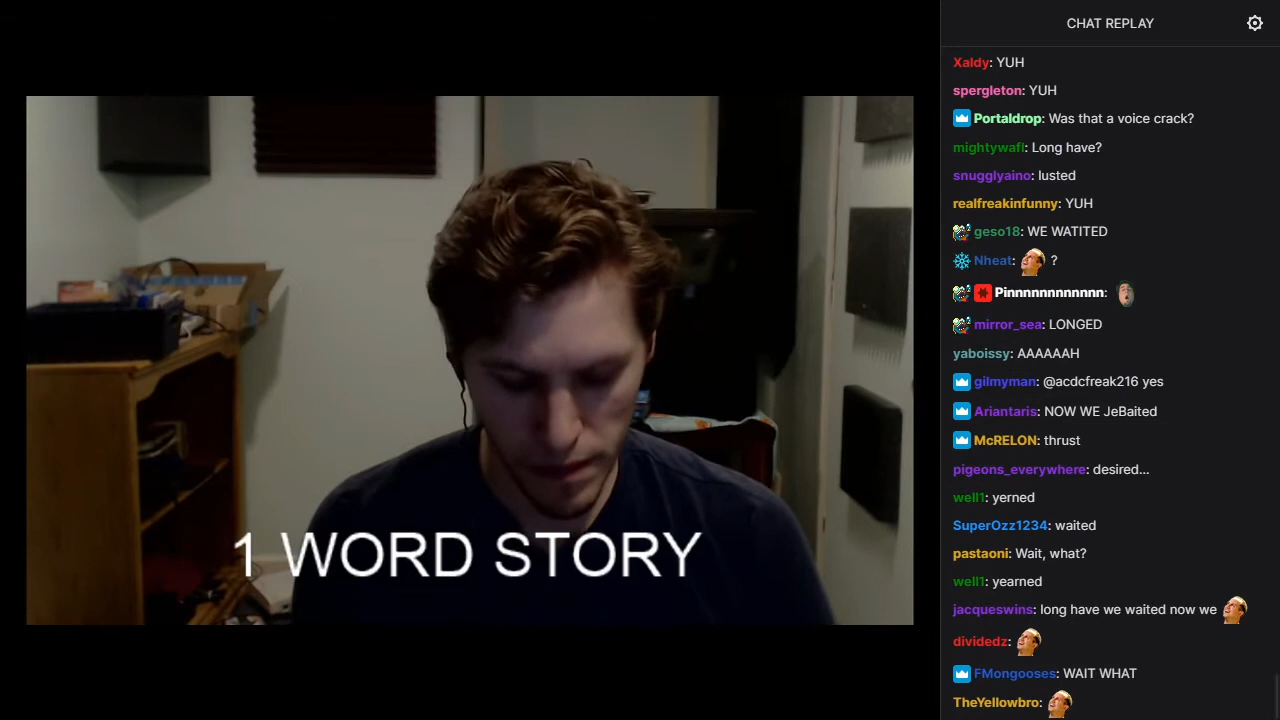 CHAT REPLAY
Xaldy: YUH
spergleton: YUH
Portaldrop: Was that a voice crack?
mightywafl: Long have?
snugglyaino: lusted
realfreakinfunny: YUH
geso18: WE WATITED
Nheat: ?
Pinnnnnnnnnnnn:
mirror_sea: LONGED
yaboissy: AAAAAAH
gilmyman: @acdcfreak216 yes
Ariantaris: NOW WE JeBaited
McRELON: thrust
pigeons_everywhere: desired...
well1: yerned
SuperOzz1234: waited
pastaoni: Wait, what?
well1: yearned
jacqueswins: long have we waited now we
dividedz:
FMongooses: WAIT WHAT
TheYellowbro:
1 WORD STORY